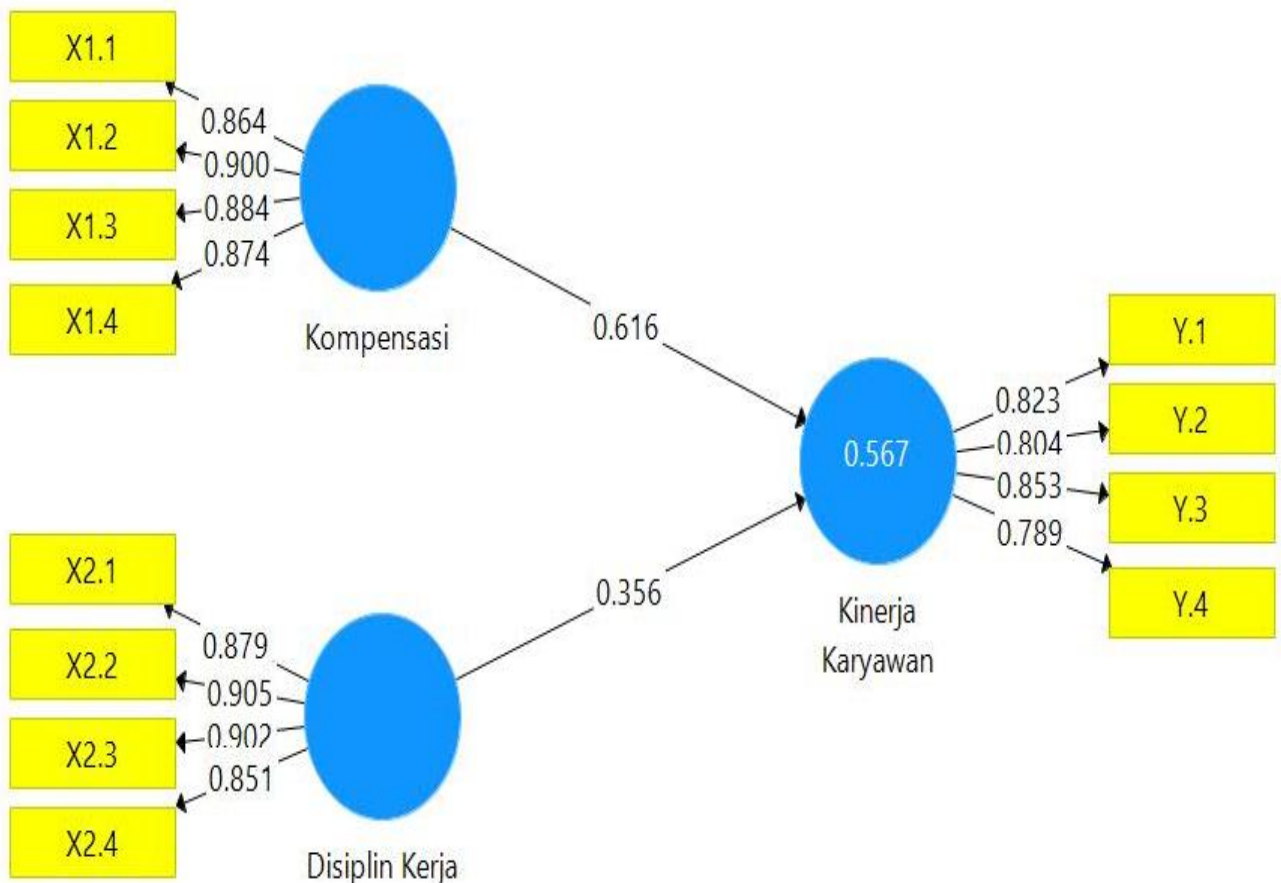 X1.1
0.864
X1.2
0.900
X1.3
0.884
0.874
X1.4
Kompensasi
0.616
0.567
Kinerja
Karyawan
Y.1
0.823
Y.2
0.804
Y.3
0.853
0.789
Y.4
X2.1
0.879
X2.2
0.905
X2.3
0.902
0.851
X2.4
Disiplin Kerja
0.356